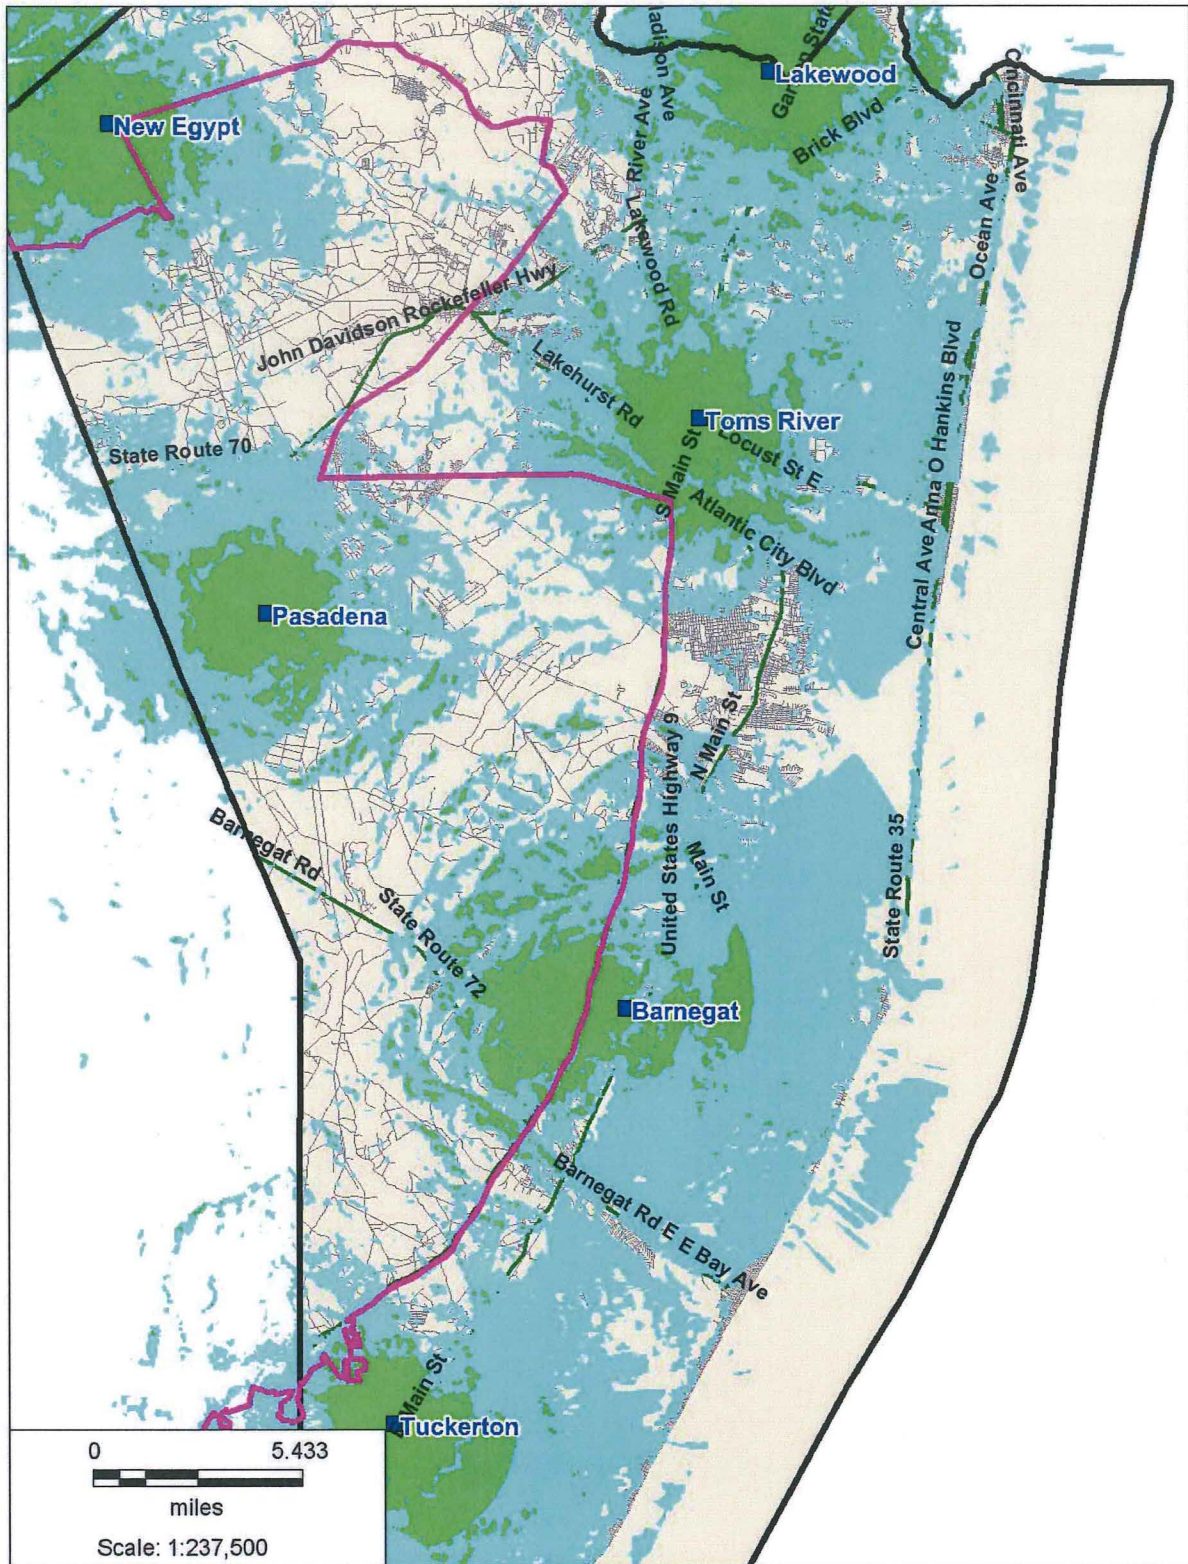 adison Ave
Garden State
Lakewood
Cincinnati Ave
New Egypt
River Ave
Brick Blvd
Ocean Ave
Lakewood Rd
John Davidson Rockefeller Hwy
Lakehurst Rd
Anna O Hankins Blvd
Toms River
Locust St E
State Route 70
S Main St
Atlantic City Blvd
Central Ave
Pasadena
N Main St
United States Highway 9
Barnegat Rd
Main St
State Route 35
State Route 72
Barnegat
Barnegat Rd E E Bay Ave
Main St
Tuckerton
0 5.433
miles
Scale: 1:237,500